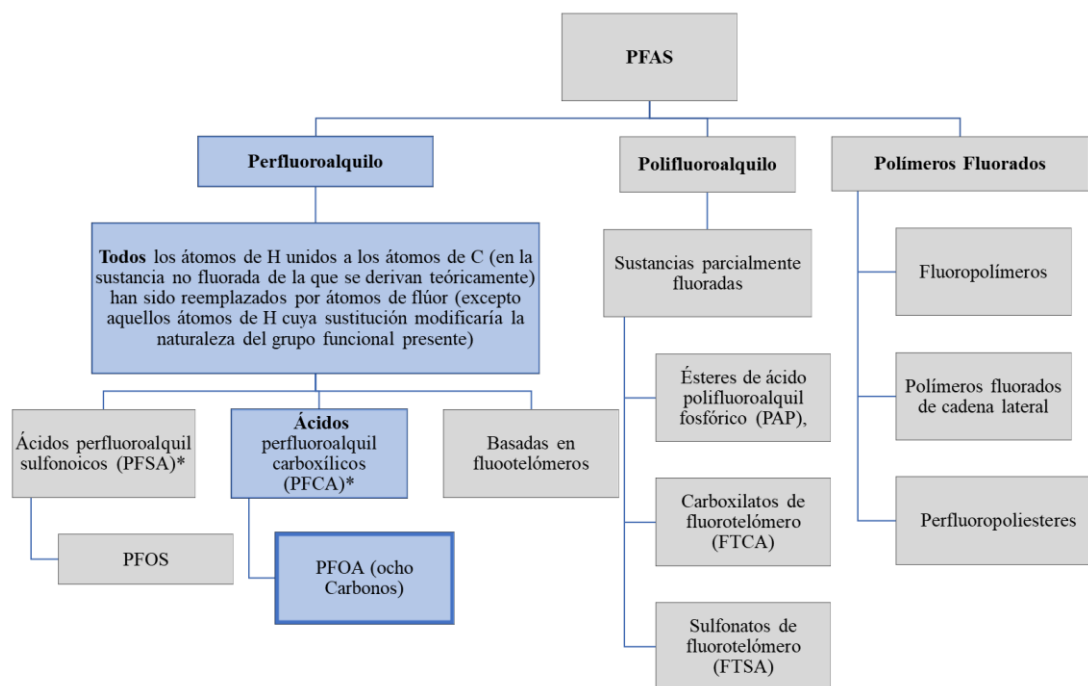 PFAS
Perfluoroalquilo
Polifluoroalquilo
Polímeros Fluorados
Todos los átomos de H unidos a los átomos de C (en la
sustancia no fluorada de la que se derivan teóricamente)
han sido reemplazados por átomos de flúor (excepto
aquellos átomos de H cuya sustitución modificaría la
naturaleza del grupo funcional presente)
Ácidos perfluoroalquil
sulfonoicos (PFSA)*
PFOS
Ácidos
perfluoroalquil
carboxílicos
(PFCA)*
PFOA (ocho
Carbonos)
Basadas en
fluootelómeros
Sustancias parcialmente
fluoradas
Ésteres de ácido
polifluoroalquil
fosfórico (PAP),
Carboxilatos de
fluorotelómero
(FTCA)
Sulfonatos de
fluorotelómero
(FTSA)
Fluoropolímeros
Polímeros fluorados
de cadena lateral
Perfluoropoliesteres